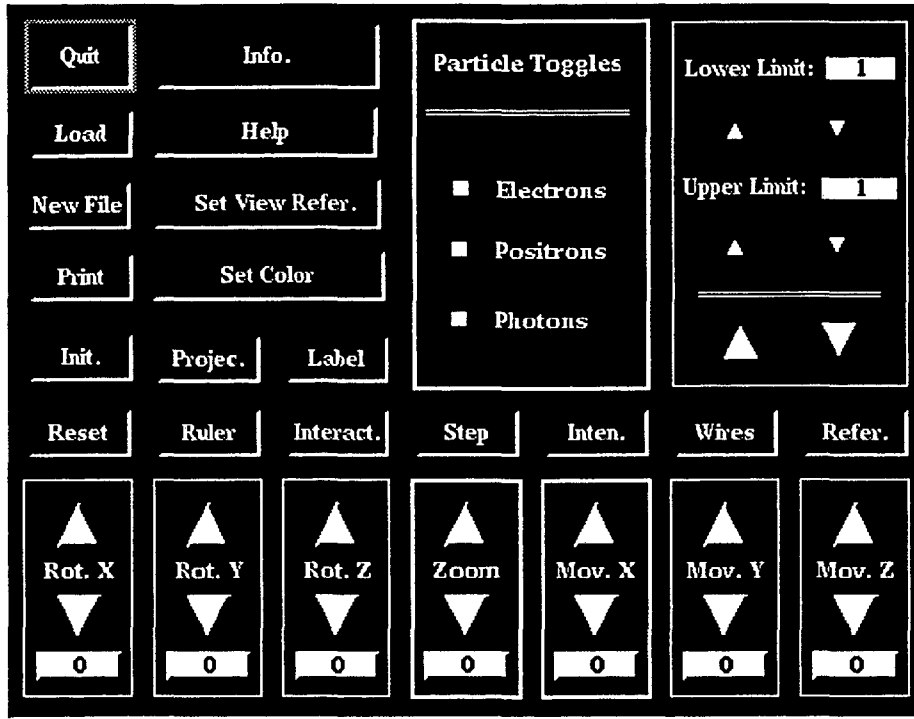 Quit
Info.
Load
Help
New File
Set View Refer.
Print
Set Color
Init.
Projec.
Label
Particle Toggles
Electrons
Positrons
Photons
Lower Limit: 1
Upper Limit: 1
Reset
Ruler
Interact.
Step
Inten.
Wires
Refer.
Rot. X
0
Rot. Y
0
Rot. Z
0
Zoom
0
Mov. X
0
Mov. Y
0
Mov. Z
0